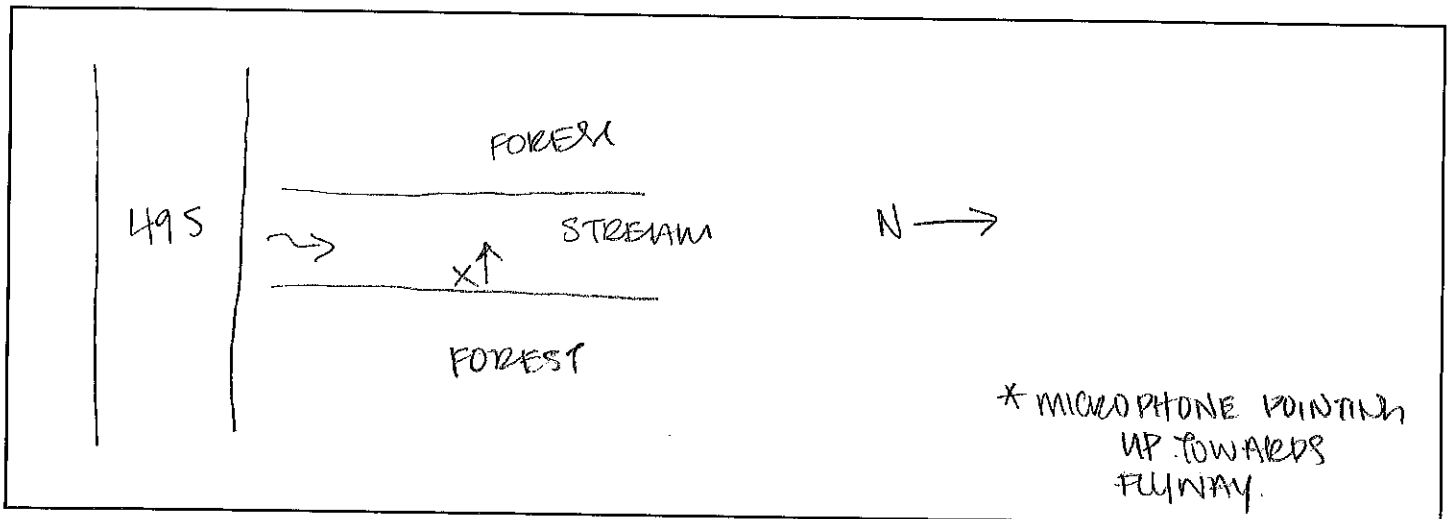 FOREST
495
STREAM
N
X
FOREST
* MICROPHONE POINTING
UP TOWARDS
FLYWAY.